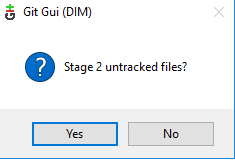 Git Gui (DIM)
Stage 2 untracked files?
Yes
No